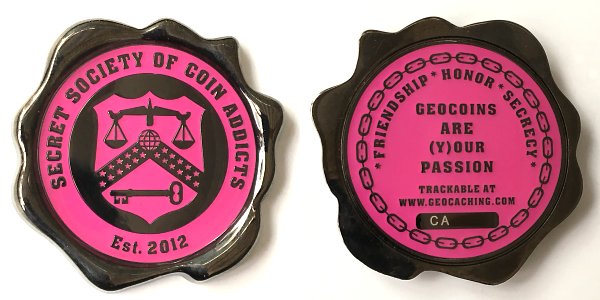 SECRET SOCIETY OF COIN ADDICTS
Est. 2012
* FRIENDSHIP * HONOR * SECRECY *
GEOCOINS
ARE
(Y)OUR
PASSION
TRACKABLE AT
WWW.GEOCACHING.COM
CA